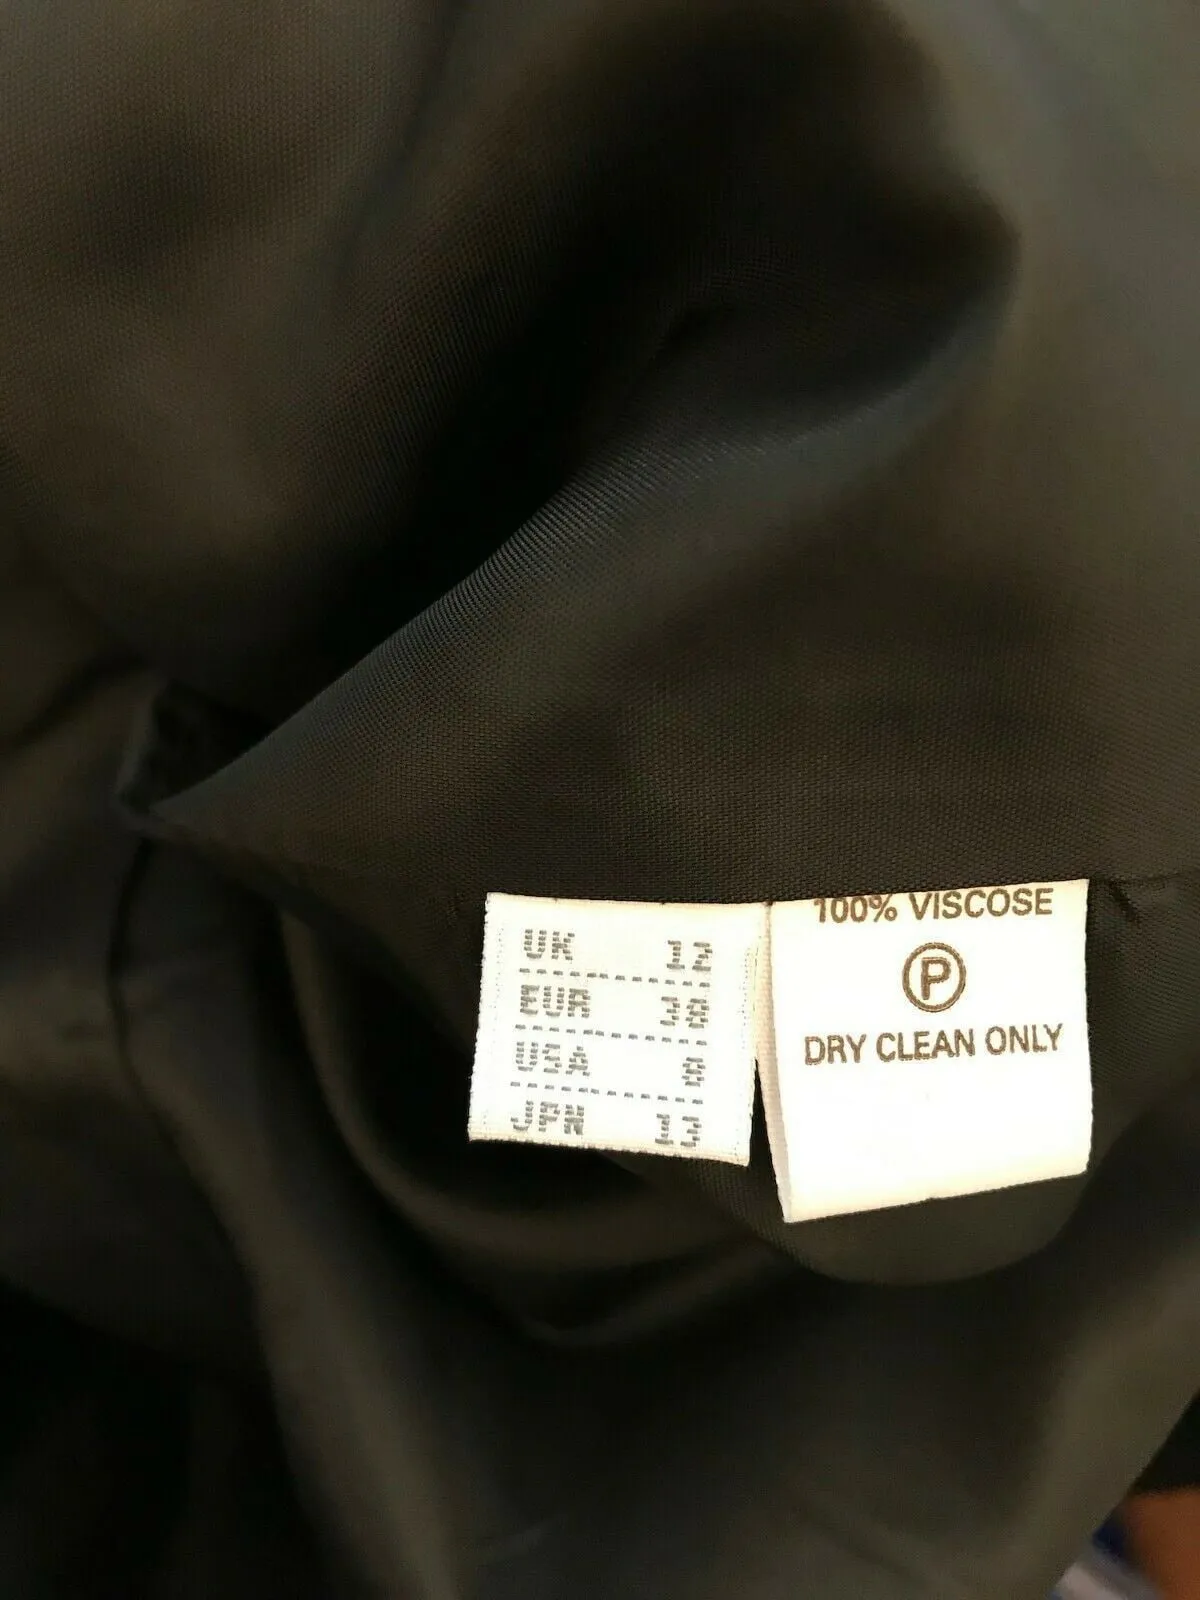 UK 12
EUR 38
USA 8
JPN 13
100% VISCOSE
P
DRY CLEAN ONLY